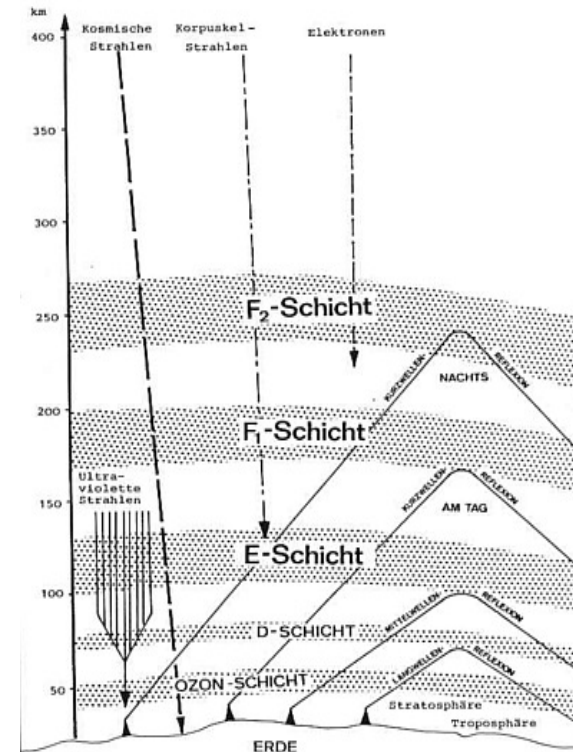 km
400
350
300
250
200
150
100
50
Kosmische
Strahlen
Korpuskel-
Strahlen
Elektronen
F₂-Schicht
KURZWELLEN-
REFLEXION
NACHTS
F₁-Schicht
Ultra-
violette
Strahlen
KURZWELLEN-
REFLEXION
AM TAG
E-Schicht
MITTELWELLEN-
REFLEXION
D-SCHICHT
LANGWELLEN-
REFLEXION
OZON-SCHICHT
Stratosphäre
Troposphäre
ERDE